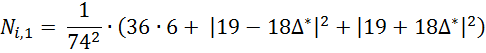 N_{i,1} = \frac{1}{74^2} \cdot (36 \cdot 6 + |19 - 18\Delta^*|^2 + |19 + 18\Delta^*|^2)